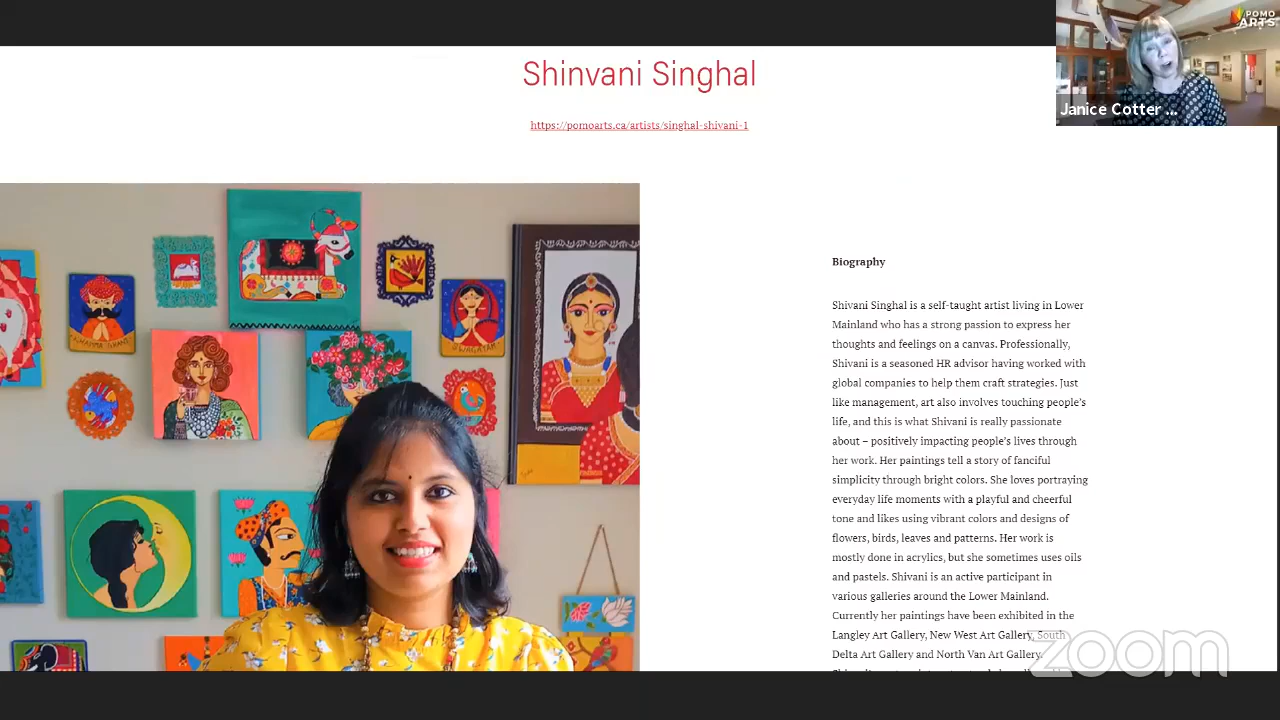 POMO
ARTS
Shinvani Singhal
Janice Cotter ...
https://pomoarts.ca/artists/singhal-shivani-1
Biography
SWAGATAM
Shivani Singhal is a self-taught artist living in Lower
Mainland who has a strong passion to express her
thoughts and feelings on a canvas. Professionally,
Shivani is a seasoned HR advisor having worked with
global companies to help them craft strategies. Just
like management, art also involves touching people's
life, and this is what Shivani is really passionate
about – positively impacting people's lives through
her work. Her paintings tell a story of fanciful
simplicity through bright colors. She loves portraying
everyday life moments with a playful and cheerful
tone and likes using vibrant colors and designs of
flowers, birds, leaves and patterns. Her work is
mostly done in acrylics, but she sometimes uses oils
and pastels. Shivani is an active participant in
various galleries around the Lower Mainland.
Currently her paintings have been exhibited in the
Langley Art Gallery, New West Art Gallery, South
Delta Art Gallery and North Van Art Gallery.
zoom